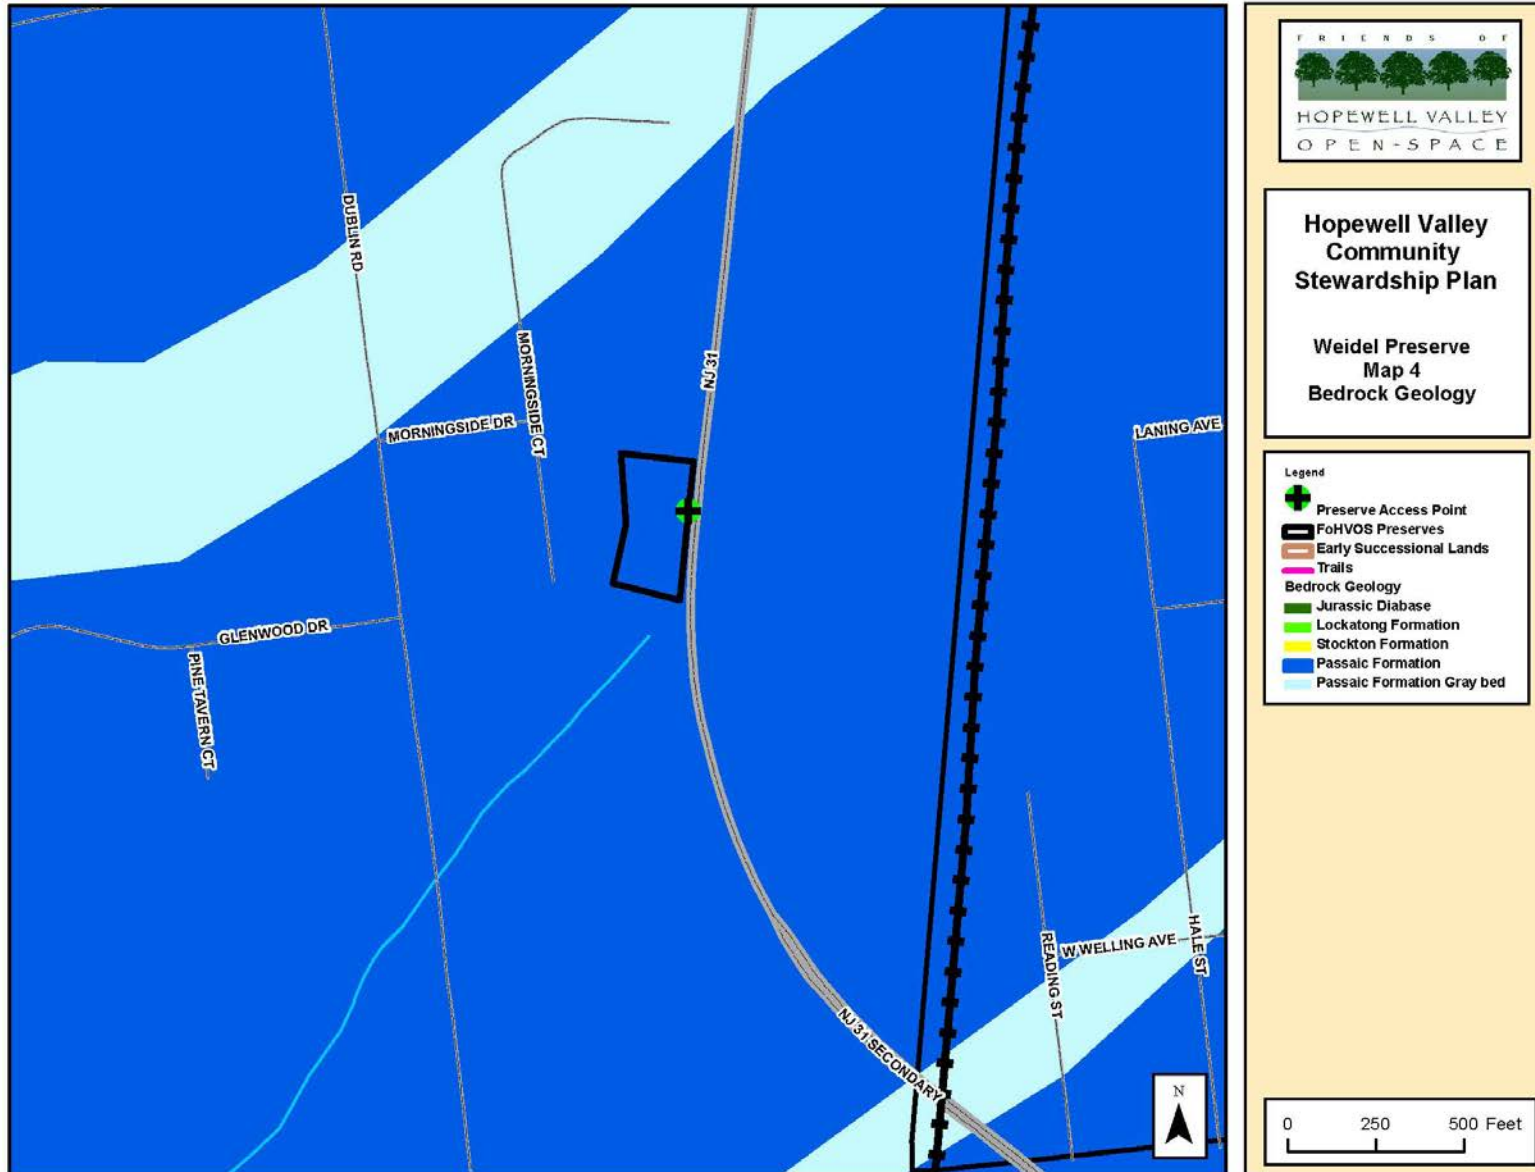 FRIENDS OF
HOPEWELL VALLEY
OPEN-SPACE
Hopewell Valley
Community
Stewardship Plan
Weidel Preserve
Map 4
Bedrock Geology
Legend
Preserve Access Point
FoHVOS Preserves
Early Successional Lands
Trails
Bedrock Geology
Jurassic Diabase
Lockatong Formation
Stockton Formation
Passaic Formation
Passaic Formation Gray bed
0 250 500 Feet
DUBLIN RD
MORNINGSIDE CT
NJ 31
MORNINGSIDE DR
LANING AVE
GLENWOOD DR
PINE TAVERN CT
W WELLING AVE
HALE ST
READING ST
NJ 31 SECONDARY
N